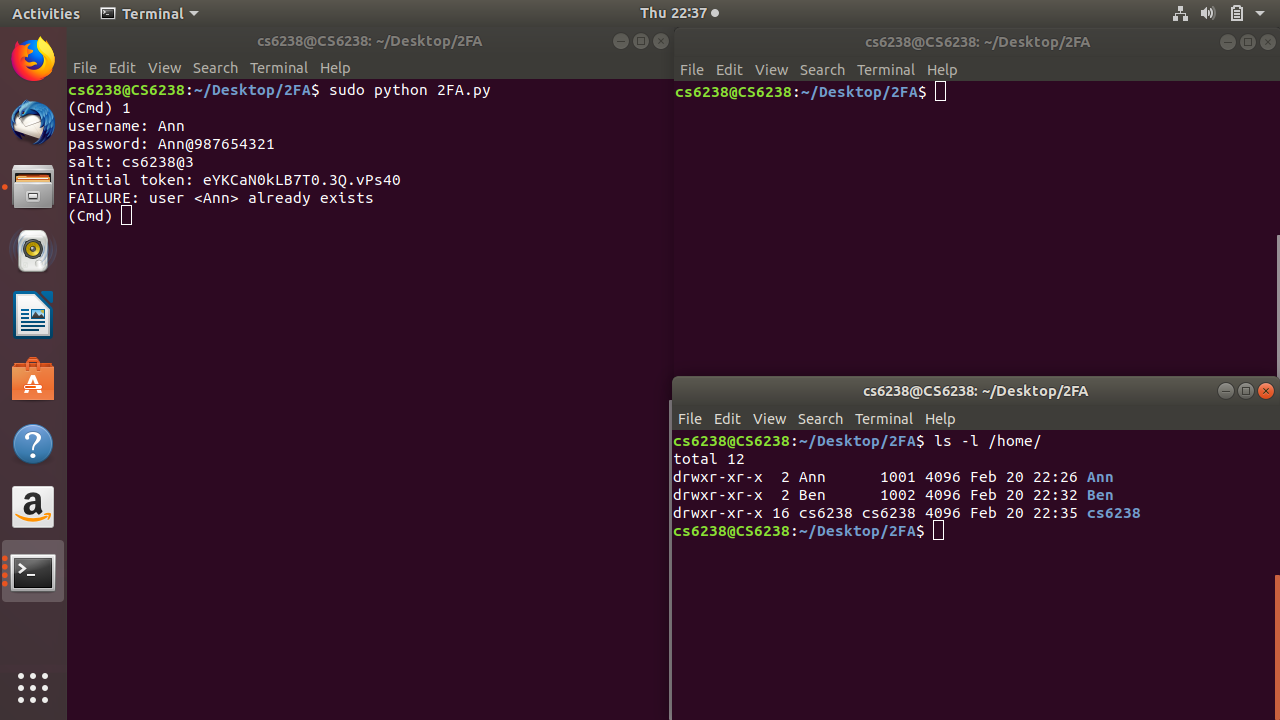 Activities Terminal Thu 22:37
cs6238@CS6238: ~/Desktop/2FA
File Edit View Search Terminal Help
cs6238@CS6238:~/Desktop/2FA$ sudo python 2FA.py
(Cmd) 1
username: Ann
password: Ann@987654321
salt: cs6238@3
initial token: eYKCaN0kLB7T0.3Q.vPs40
FAILURE: user <Ann> already exists
(Cmd)
cs6238@CS6238: ~/Desktop/2FA
File Edit View Search Terminal Help
cs6238@CS6238:~/Desktop/2FA$
cs6238@CS6238: ~/Desktop/2FA
File Edit View Search Terminal Help
cs6238@CS6238:~/Desktop/2FA$ ls -l /home/
total 12
drwxr-xr-x  2 Ann      1001 4096 Feb 20 22:26 Ann
drwxr-xr-x  2 Ben      1002 4096 Feb 20 22:32 Ben
drwxr-xr-x 16 cs6238 cs6238 4096 Feb 20 22:35 cs6238
cs6238@CS6238:~/Desktop/2FA$